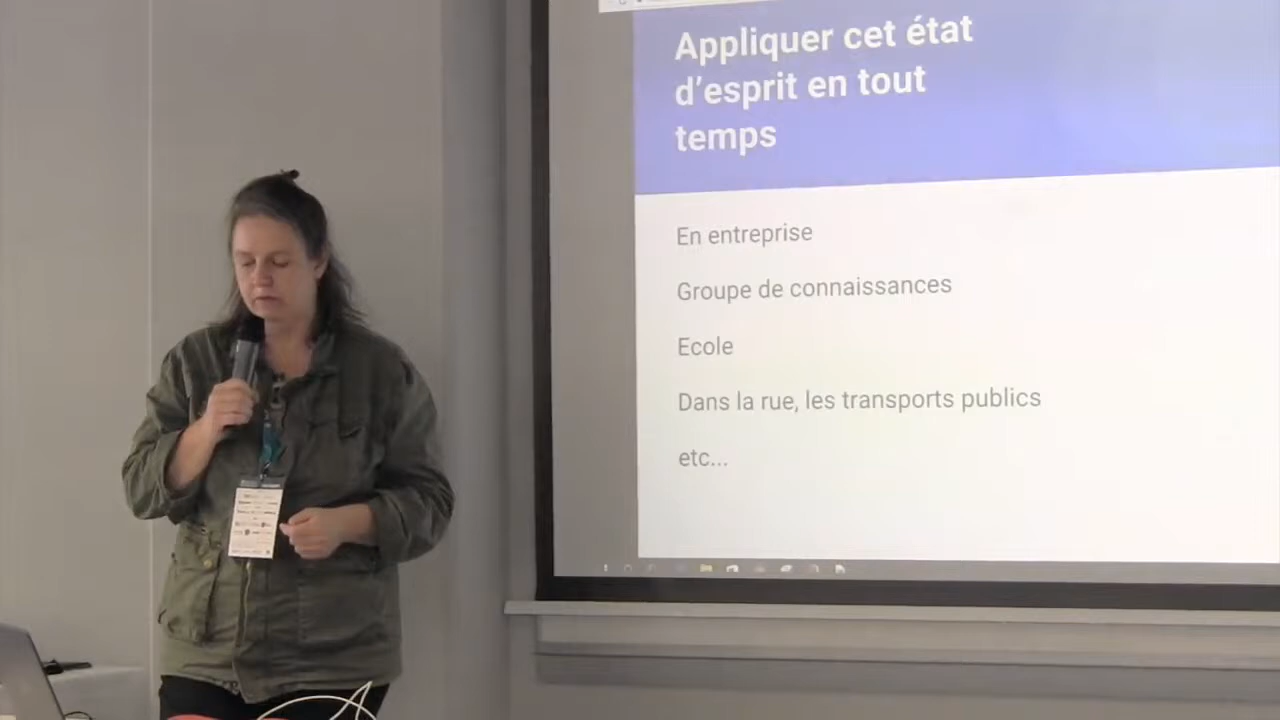 Appliquer cet état
d'esprit en tout
temps
En entreprise
Groupe de connaissances
Ecole
Dans la rue, les transports publics
etc...